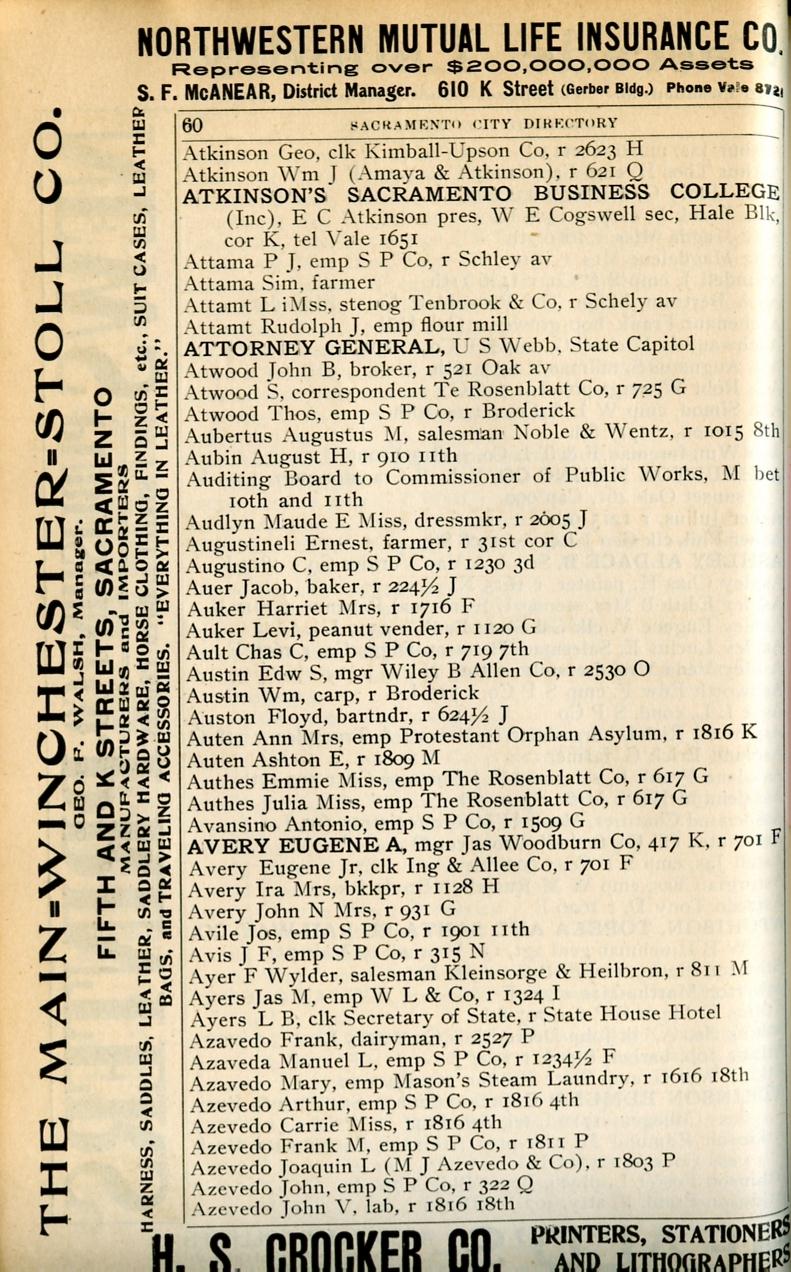 NORTHWESTERN MUTUAL LIFE INSURANCE CO.
Representing over $200,000,000 Assets
S. F. McANEAR, District Manager. 610 K Street (Gerber Bldg.) Phone Vale 872
60 SACRAMENTO CITY DIRECTORY
Atkinson Geo, clk Kimball-Upson Co, r 2623 H
Atkinson Wm J (Amaya & Atkinson), r 621 Q
ATKINSON'S SACRAMENTO BUSINESS COLLEGE
(Inc), E C Atkinson pres, W E Cogswell sec, Hale Blk,
cor K, tel Vale 1651
Attama P J, emp S P Co, r Schley av
Attama Sim, farmer
Attamt L iMss, stenog Tenbrook & Co, r Schely av
Attamt Rudolph J, emp flour mill
ATTORNEY GENERAL, U S Webb, State Capitol
Atwood John B, broker, r 521 Oak av
Atwood S, correspondent Te Rosenblatt Co, r 725 G
Atwood Thos, emp S P Co, r Broderick
Aubertus Augustus M, salesman Noble & Wentz, r 1015 8th
Aubin August H, r 910 11th
Auditing Board to Commissioner of Public Works, M bet
10th and 11th
Audlyn Maude E Miss, dressmkr, r 2605 J
Augustineli Ernest, farmer, r 31st cor C
Augustino C, emp S P Co, r 1230 3d
Auer Jacob, baker, r 224½ J
Auker Harriet Mrs, r 1716 F
Auker Levi, peanut vender, r 1120 G
Ault Chas C, emp S P Co, r 719 7th
Austin Edw S, mgr Wiley B Allen Co, r 2530 O
Austin Wm, carp, r Broderick
Auston Floyd, bartndr, r 624½ J
Auten Ann Mrs, emp Protestant Orphan Asylum, r 1816 K
Auten Ashton E, r 1809 M
Authes Emmie Miss, emp The Rosenblatt Co, r 617 G
Authes Julia Miss, emp The Rosenblatt Co, r 617 G
Avansino Antonio, emp S P Co, r 1509 G
AVERY EUGENE A, mgr Jas Woodburn Co, 417 K, r 701 F
Avery Eugene Jr, clk Ing & Allee Co, r 701 F
Avery Ira Mrs, bkkpr, r 1128 H
Avery John N Mrs, r 931 G
Avile Jos, emp S P Co, r 1901 11th
Avis J F, emp S P Co, r 315 N
Ayer F Wylder, salesman Kleinsorge & Heilbron, r 811 M
Ayers Jas M, emp W L & Co, r 1324 I
Ayers L B, clk Secretary of State, r State House Hotel
Azavedo Frank, dairyman, r 2527 P
Azaveda Manuel L, emp S P Co, r 1234½ F
Azavedo Mary, emp Mason's Steam Laundry, r 1616 18th
Azevedo Arthur, emp S P Co, r 1816 4th
Azevedo Carrie Miss, r 1816 4th
Azevedo Frank M, emp S P Co, r 1811 P
Azevedo Joaquin L (M J Azevedo & Co), r 1803 P
Azevedo John, emp S P Co, r 322 Q
Azevedo John V, lab, r 1816 18th
THE MAIN=WINCHESTER=STOLL CO.
GEO. F. WALSH, Manager.
FIFTH AND K STREETS, SACRAMENTO
MANUFACTURERS and IMPORTERS
HARNESS, SADDLES, LEATHER, SADDLERY HARDWARE, HORSE CLOTHING, FINDINGS, etc., SUIT CASES, LEATHER
BAGS, and TRAVELING ACCESSORIES. "EVERYTHING IN LEATHER."
H. S. CROCKER CO. PRINTERS, STATIONERS
AND LITHOGRAPHERS